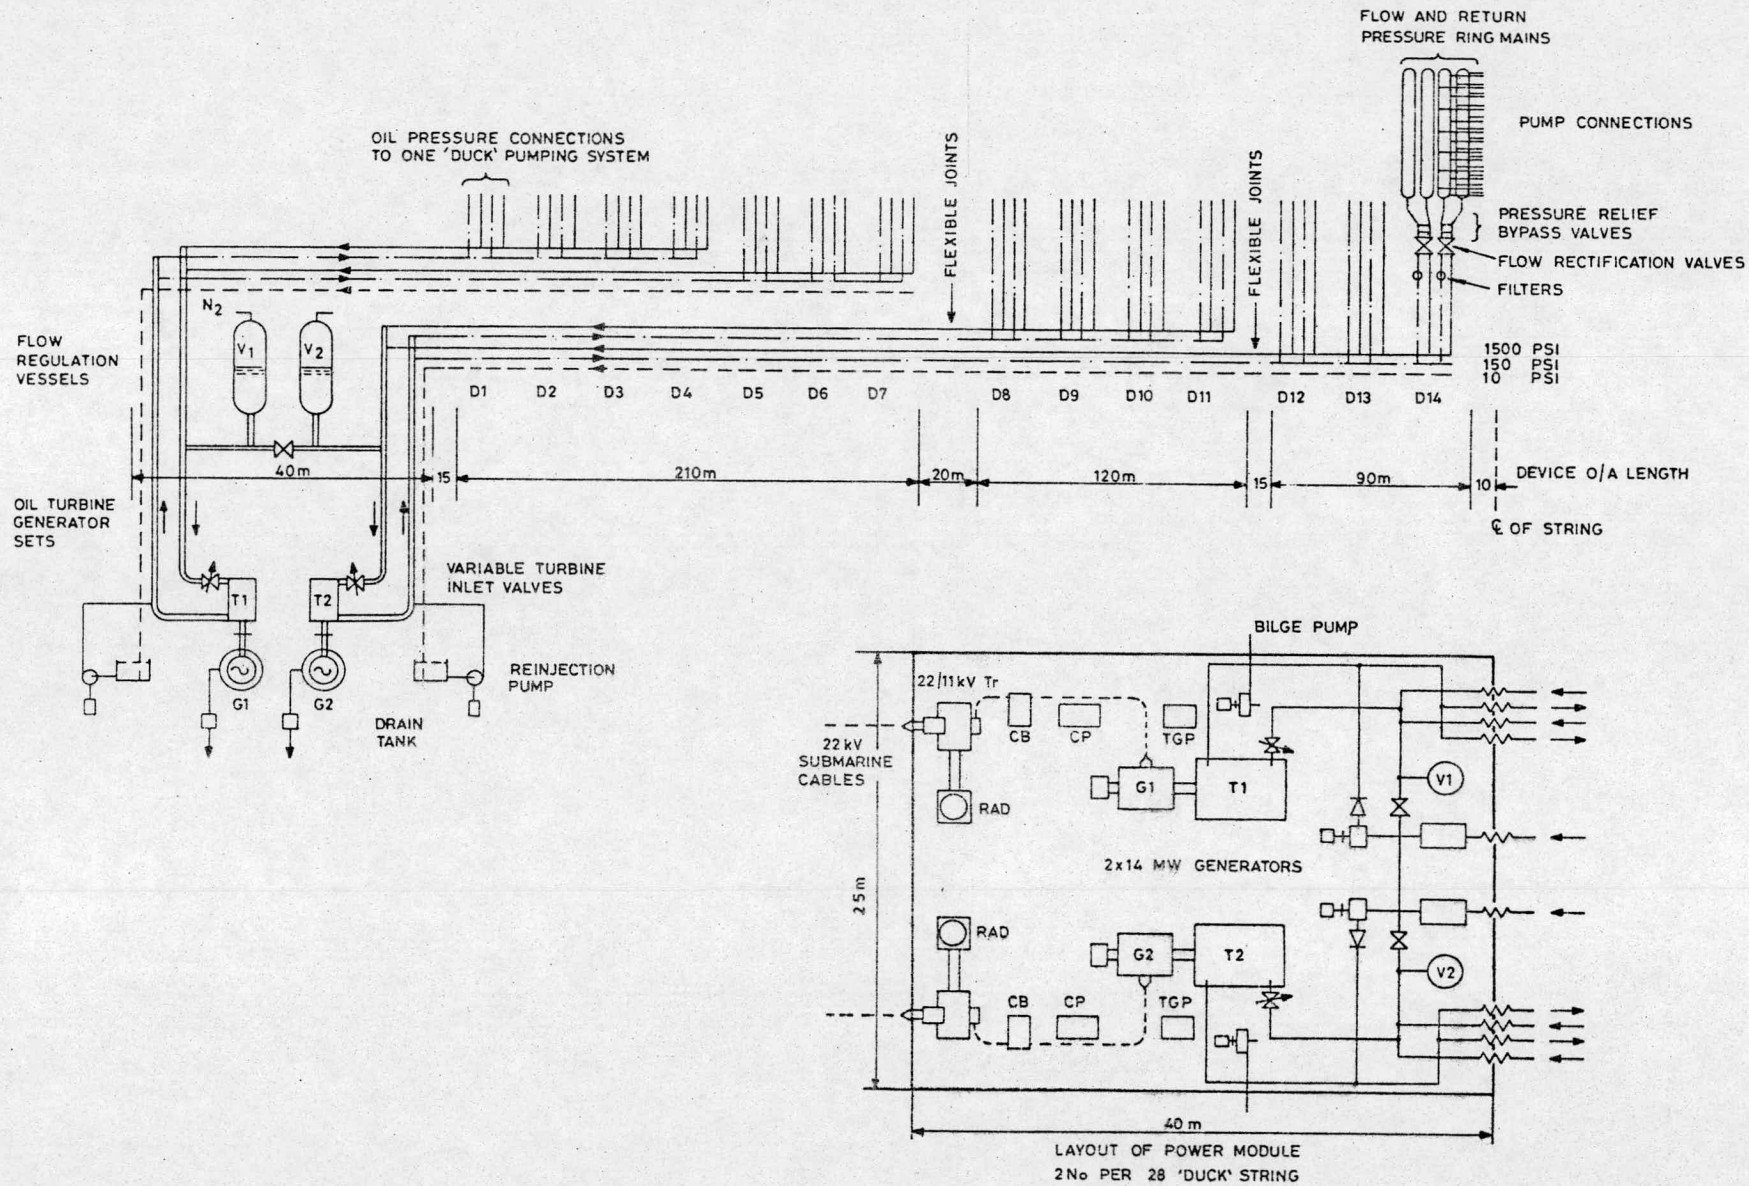 FLOW AND RETURN
PRESSURE RING MAINS
PUMP CONNECTIONS
OIL PRESSURE CONNECTIONS
TO ONE 'DUCK' PUMPING SYSTEM
FLEXIBLE JOINTS
FLEXIBLE JOINTS
PRESSURE RELIEF
BYPASS VALVES
FLOW RECTIFICATION VALVES
FILTERS
N2
FLOW
REGULATION
VESSELS
V1
V2
1500 PSI
150 PSI
10 PSI
D1
D2
D3
D4
D5
D6
D7
D8
D9
D10
D11
D12
D13
D14
40m
15
210m
20m
120m
15
90m
10
DEVICE O/A LENGTH
℄ OF STRING
OIL TURBINE
GENERATOR
SETS
VARIABLE TURBINE
INLET VALVES
T1
T2
REINJECTION
PUMP
G1
G2
DRAIN
TANK
BILGE PUMP
22/11kV Tr
CB
CP
TGP
22kV
SUBMARINE
CABLES
RAD
G1
T1
V1
2x14 MW GENERATORS
25m
RAD
G2
T2
V2
CB
CP
TGP
40m
LAYOUT OF POWER MODULE
2No PER 28 'DUCK' STRING